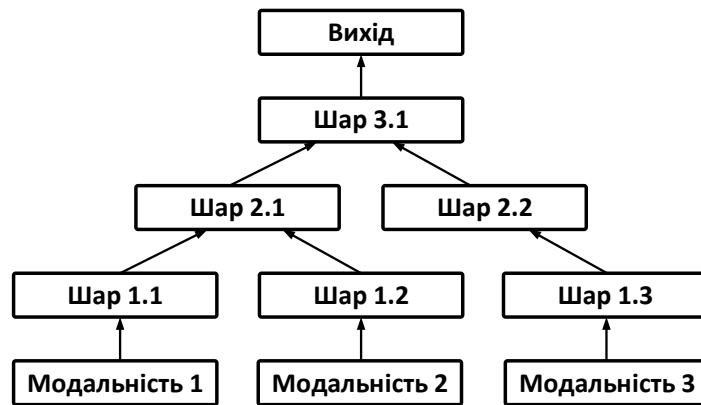 Вихід
Шар 3.1
Шар 2.1
Шар 2.2
Шар 1.1
Шар 1.2
Шар 1.3
Модальність 1
Модальність 2
Модальність 3